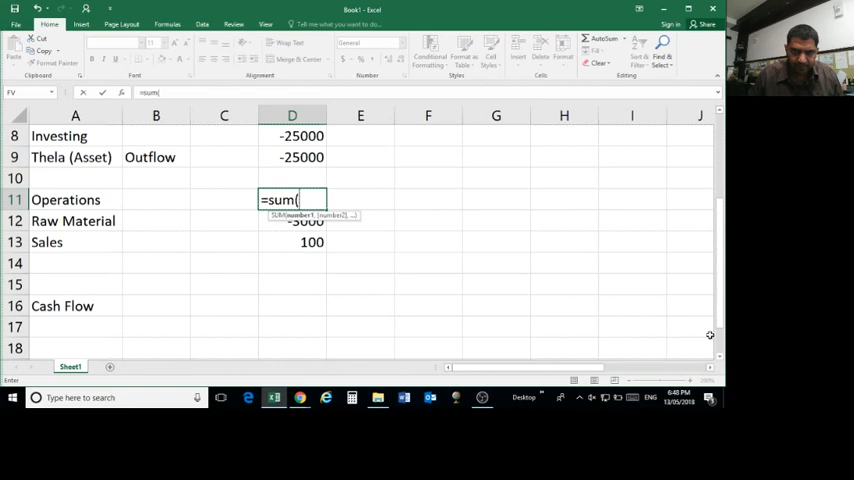 Book1 - Excel
Sign in Share
File Home Insert Page Layout Formulas Data Review View Tell me what you want to do
Cut
Copy
Format Painter
Paste
11
Wrap Text
Merge & Center
General
Conditional Formatting
Format as Table
Cell Styles
Insert Delete Format
AutoSum
Fill
Clear
Sort & Filter
Find & Select
Clipboard Font Alignment Number Styles Cells Editing
FV =sum(
A B C D E F G H I J
8 Investing -25000
9 Thela (Asset) Outflow -25000
10
11 Operations =sum(
SUM(number1, [number2], ...)
12 Raw Material -3000
13 Sales 100
14
15
16 Cash Flow
17
18
Sheet1
Enter
Type here to search
Desktop
ENG
6:48 PM
13/05/2018